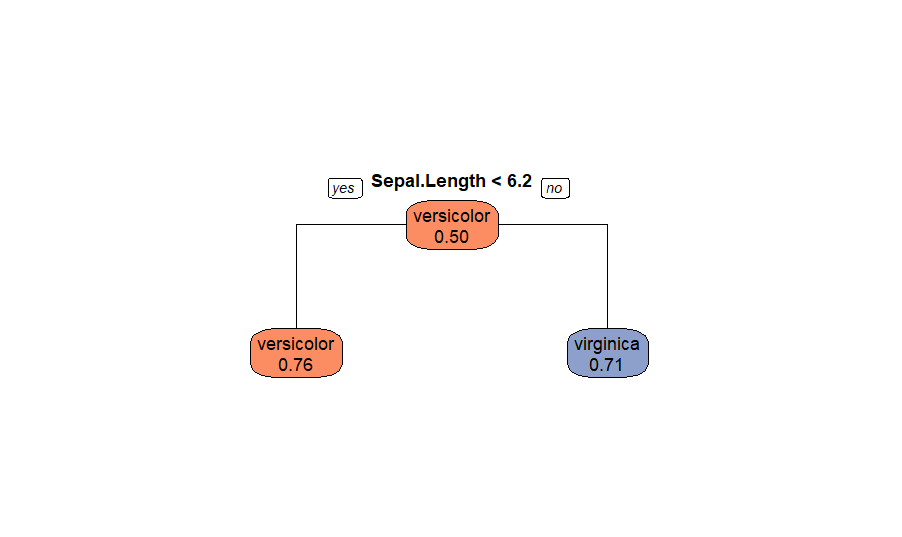 Sepal.Length < 6.2
yes
no
versicolor
0.50
versicolor
0.76
virginica
0.71